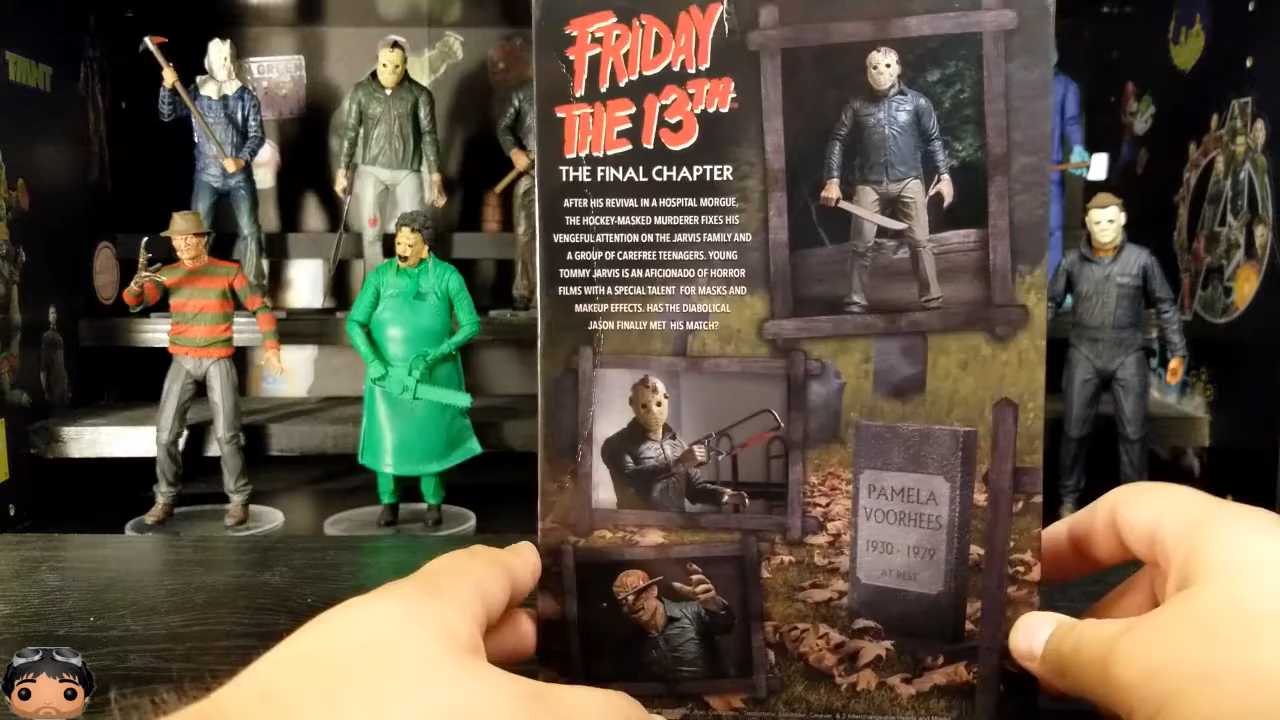 TMNT
FRIDAY
THE 13TH
THE FINAL CHAPTER
AFTER HIS REVIVAL IN A HOSPITAL MORGUE,
THE HOCKEY-MASKED MURDERER FIXES HIS
VENGEFUL ATTENTION ON THE JARVIS FAMILY AND
A GROUP OF CAREFREE TEENAGERS. YOUNG
TOMMY JARVIS IS AN AFICIONADO OF HORROR
FILMS WITH A SPECIAL TALENT FOR MASKS AND
MAKEUP EFFECTS. HAS THE DIABOLICAL
JASON FINALLY MET HIS MATCH?
PAMELA
VOORHEES
1930 - 1979
AT REST